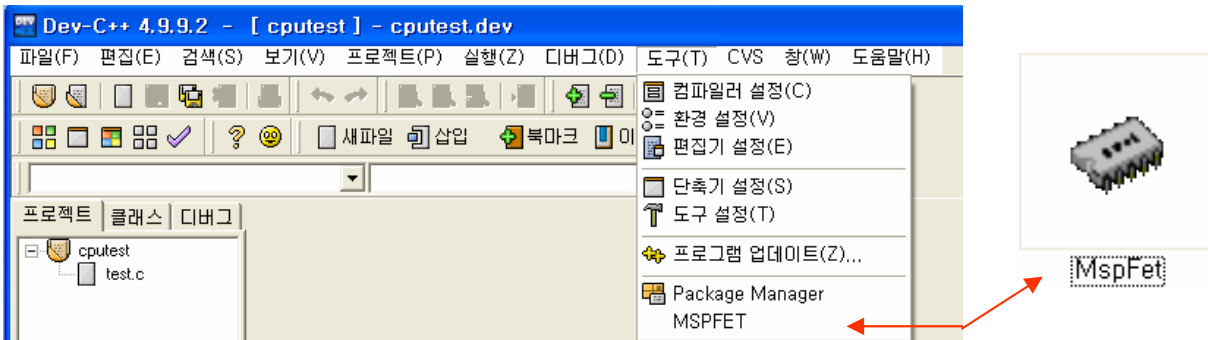 Dev-C++ 4.9.9.2 - [ cputest ] - cputest.dev
파일(F) 편집(E) 검색(S) 보기(V) 프로젝트(P) 실행(Z) 디버그(D) 도구(T) CVS 창(W) 도움말(H)
컴파일러 설정(C)
환경 설정(V)
새파일 삽입 북마크 이
편집기 설정(E)
단축기 설정(S)
프로젝트 클래스 디버그
도구 설정(T)
cputest
프로그램 업데이트(Z)...
test.c
Package Manager
MSPFET
MspFet